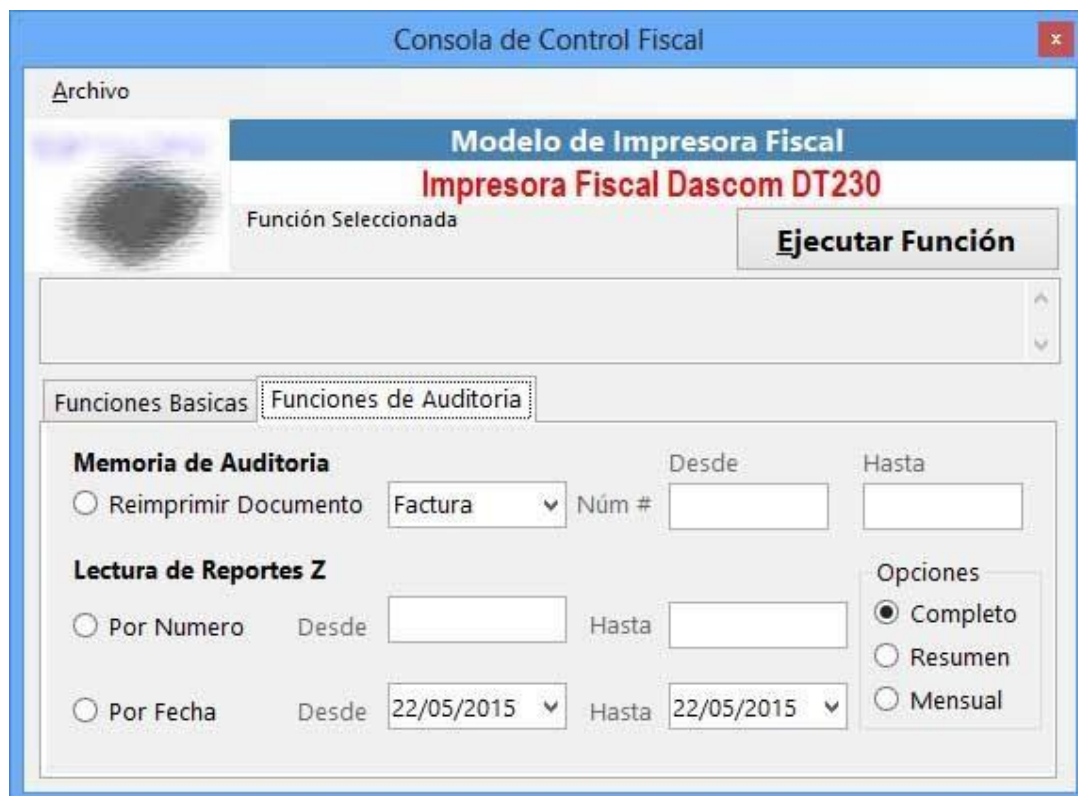 Consola de Control Fiscal
x
Archivo
Modelo de Impresora Fiscal
Impresora Fiscal Dascom DT230
Función Seleccionada
Ejecutar Función
Funciones Basicas Funciones de Auditoria
Memoria de Auditoria Desde Hasta
Reimprimir Documento Factura Núm #
Lectura de Reportes Z Opciones
Por Numero Desde Hasta Completo
Resumen
Por Fecha Desde 22/05/2015 Hasta 22/05/2015 Mensual